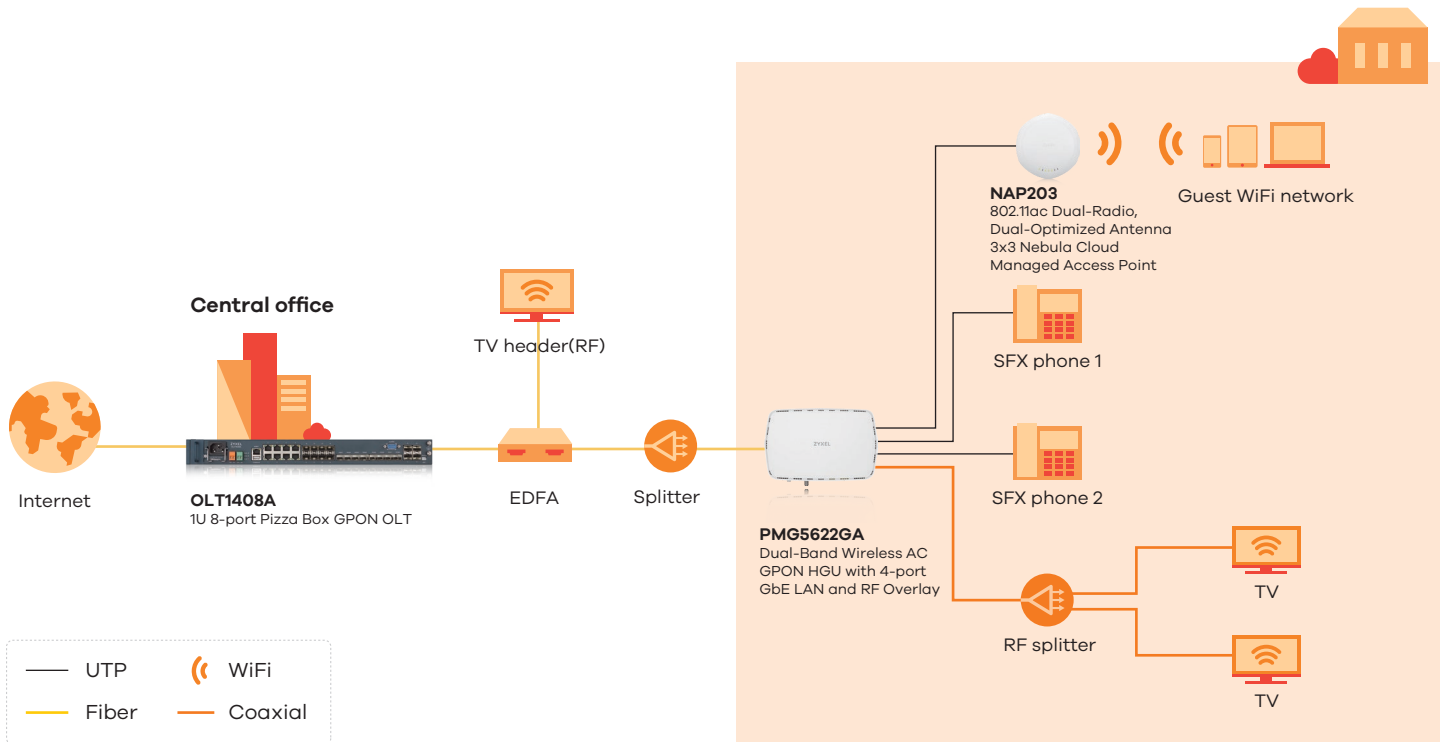 NAP203
802.11ac Dual-Radio,
Dual-Optimized Antenna
3x3 Nebula Cloud
Managed Access Point
Guest WiFi network
Central office
TV header(RF)
SFX phone 1
ZYXEL
Internet
OLT1408A
1U 8-port Pizza Box GPON OLT
EDFA
Splitter
SFX phone 2
PMG5622GA
Dual-Band Wireless AC
GPON HGU with 4-port
GbE LAN and RF Overlay
TV
RF splitter
TV
UTP
WiFi
Fiber
Coaxial